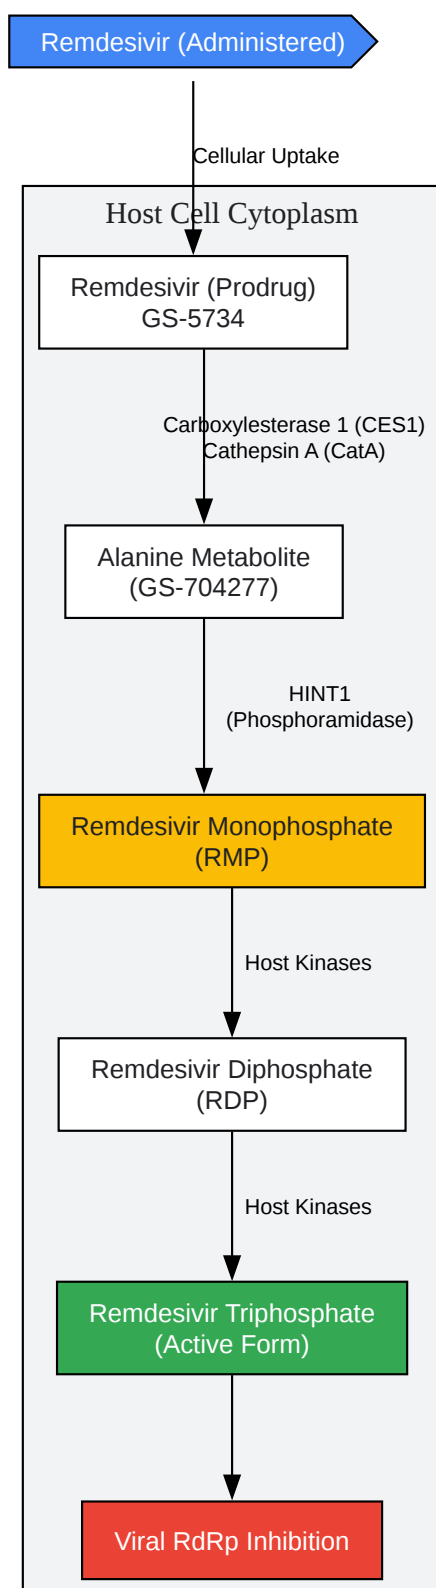 Remdesivir (Administered)
Cellular Uptake
Host Cell Cytoplasm
Remdesivir (Prodrug)
GS-5734
Carboxylesterase 1 (CES1)
Cathepsin A (CatA)
Alanine Metabolite
(GS-704277)
HINT1
(Phosphoramidase)
Remdesivir Monophosphate
(RMP)
Host Kinases
Remdesivir Diphosphate
(RDP)
Host Kinases
Remdesivir Triphosphate
(Active Form)
Viral RdRp Inhibition